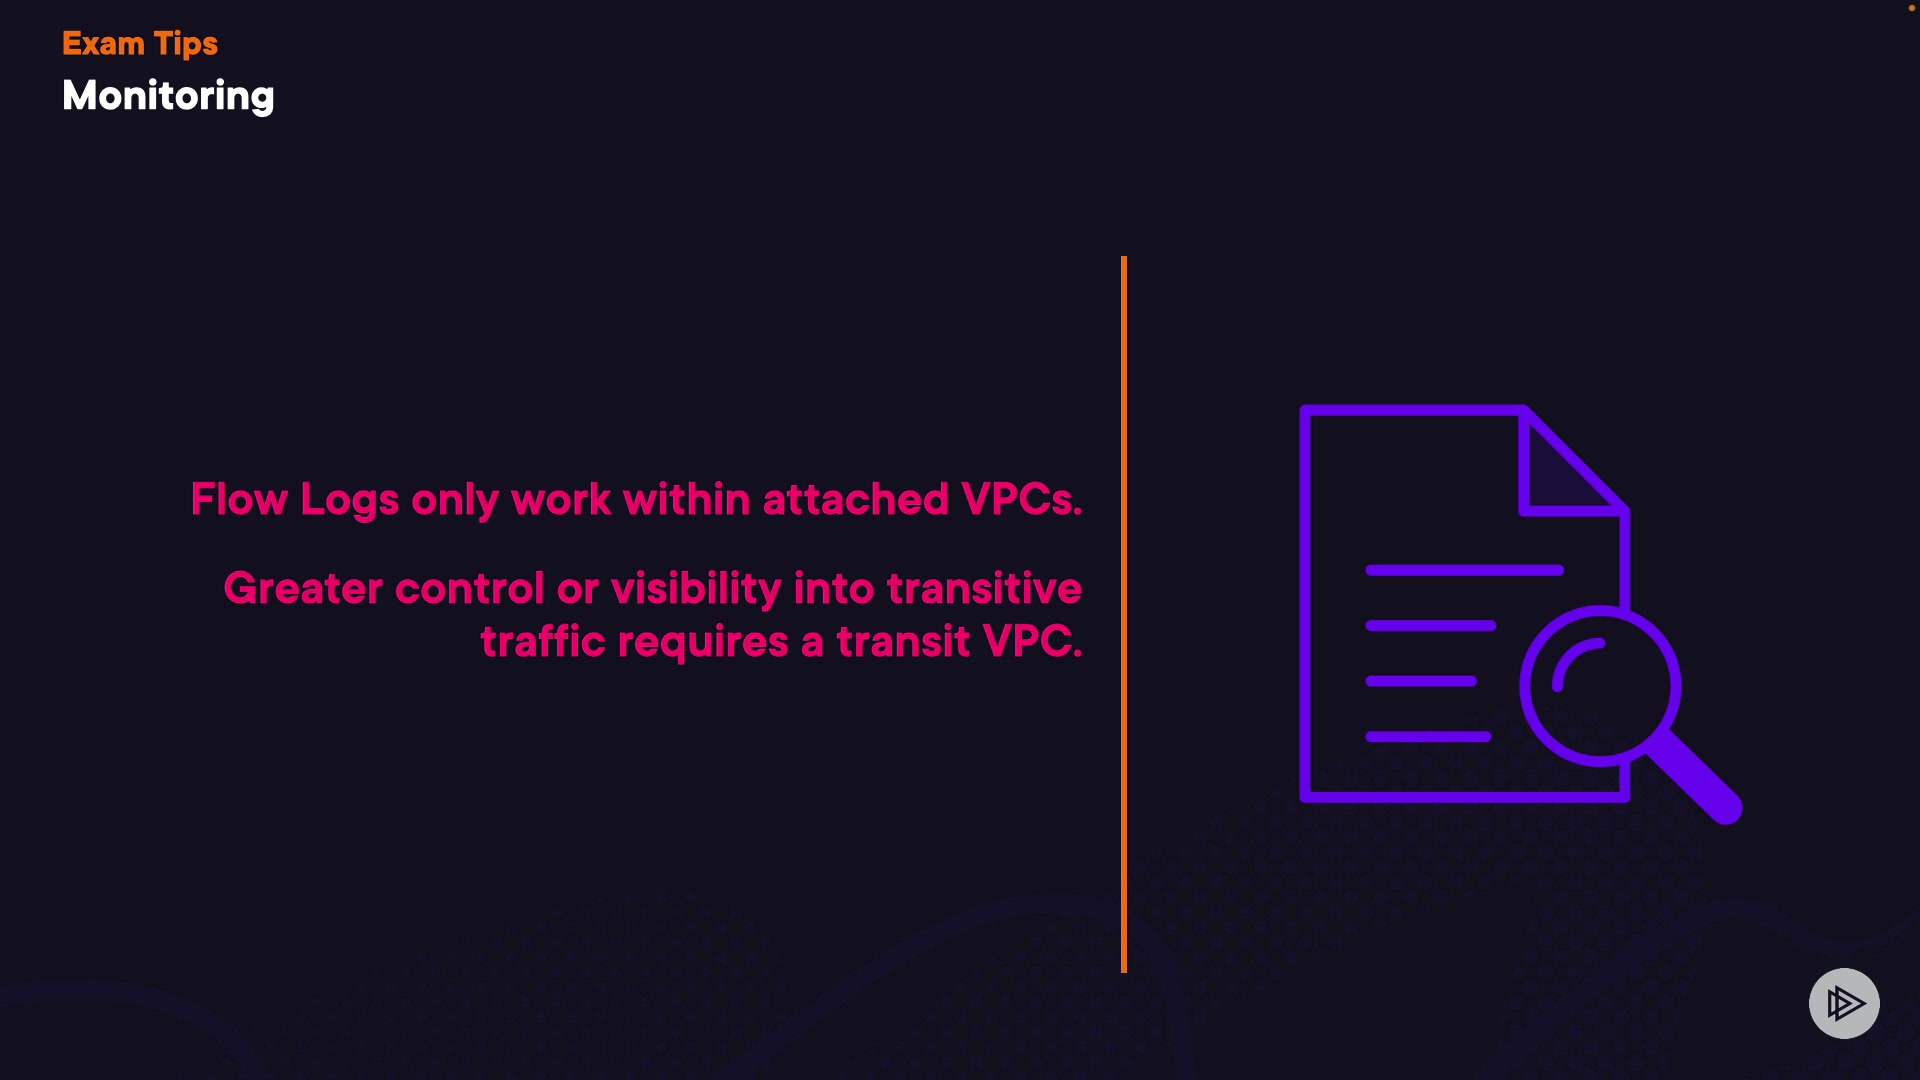 Exam Tips
Monitoring
Flow Logs only work within attached VPCs.
Greater control or visibility into transitive
traffic requires a transit VPC.